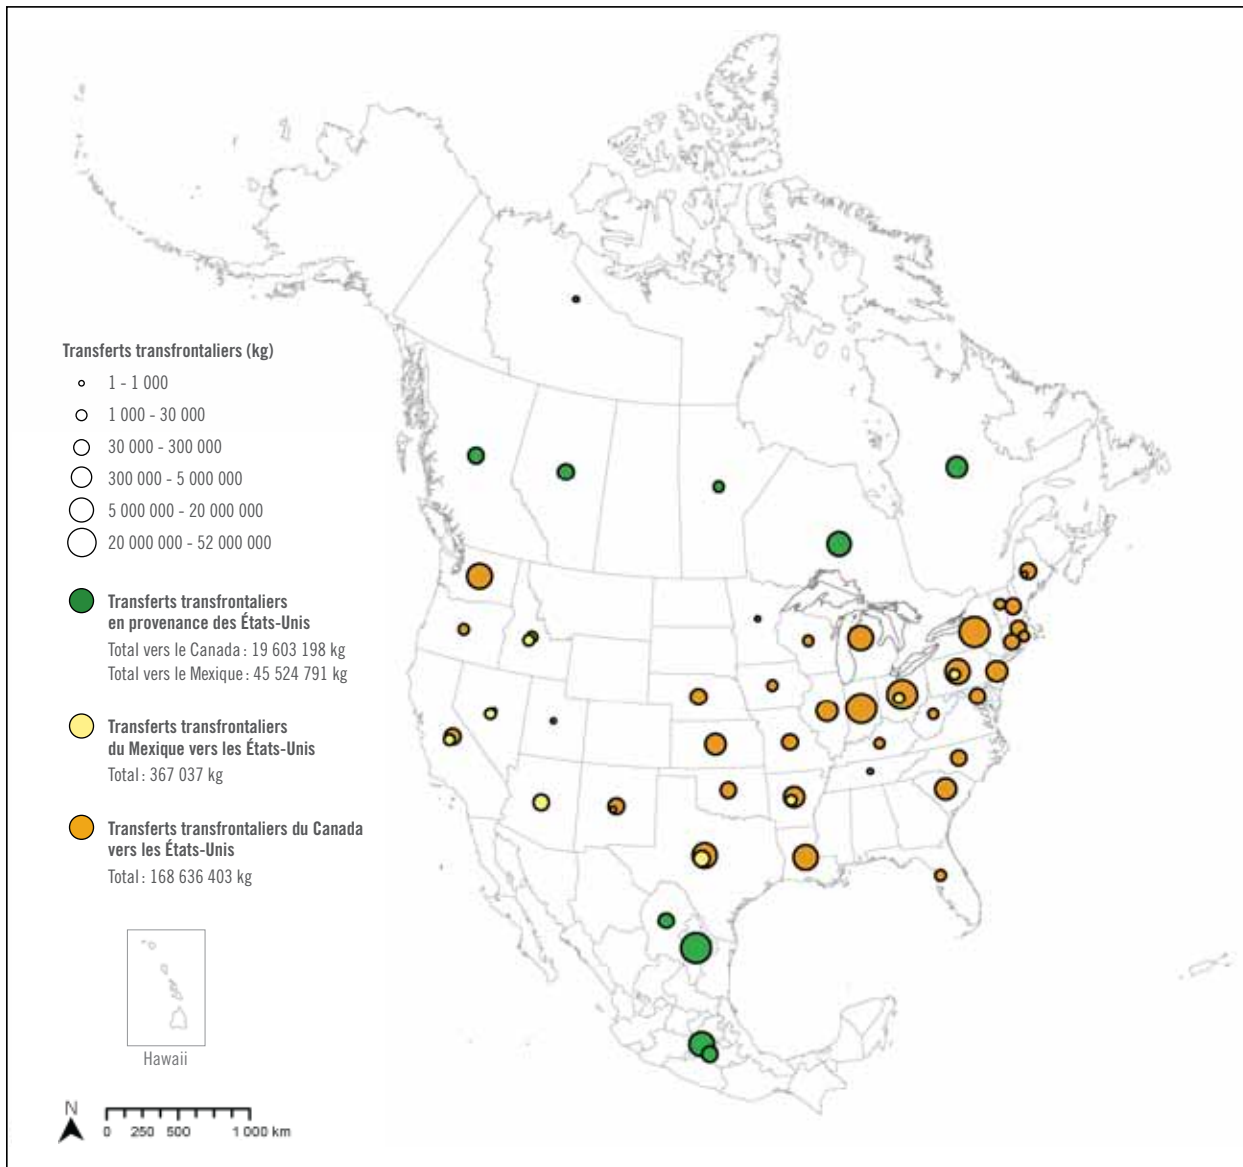 Transferts transfrontaliers (kg)
1 - 1 000
1 000 - 30 000
30 000 - 300 000
300 000 - 5 000 000
5 000 000 - 20 000 000
20 000 000 - 52 000 000
Transferts transfrontaliers
en provenance des États-Unis
Total vers le Canada : 19 603 198 kg
Total vers le Mexique : 45 524 791 kg
Transferts transfrontaliers
du Mexique vers les États-Unis
Total : 367 037 kg
Transferts transfrontaliers du Canada
vers les États-Unis
Total : 168 636 403 kg
Hawaii
N
0 250 500 1 000 km